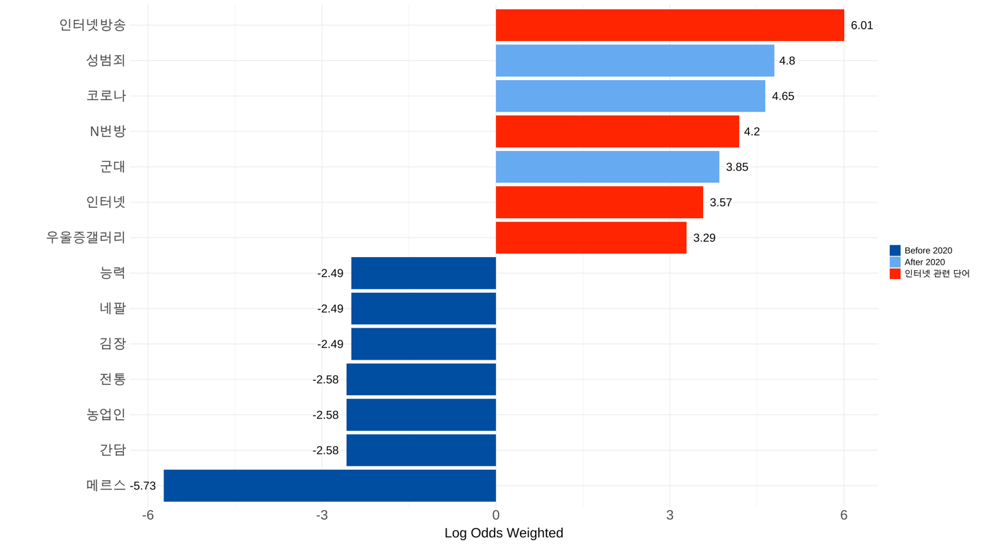 인터넷방송 6.01
성범죄 4.8
코로나 4.65
N번방 4.2
군대 3.85
인터넷 3.57
우울증갤러리 3.29
능력 -2.49
네팔 -2.49
김장 -2.49
전통 -2.58
농업인 -2.58
간담 -2.58
메르스 -5.73
-6 -3 0 3 6
Log Odds Weighted
Before 2020
After 2020
인터넷 관련 단어